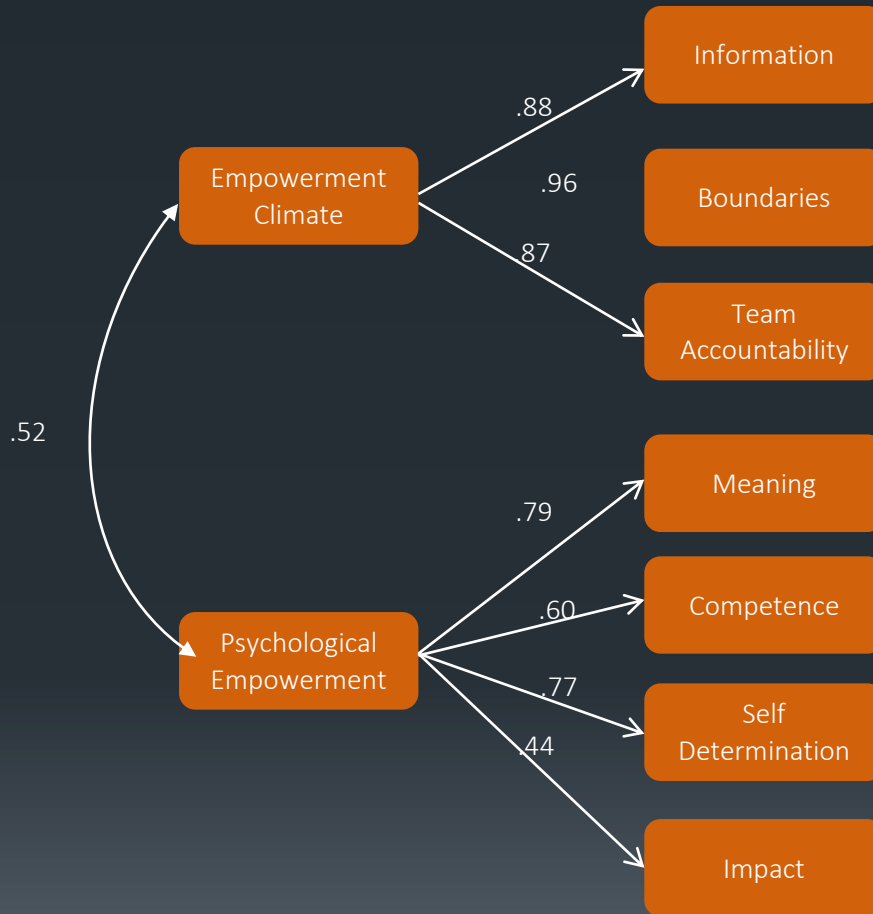 Information
.88
Empowerment
Climate
.96
Boundaries
.87
Team
Accountability
.52
Meaning
.79
.60
Competence
Psychological
Empowerment
.77
Self
Determination
.44
Impact